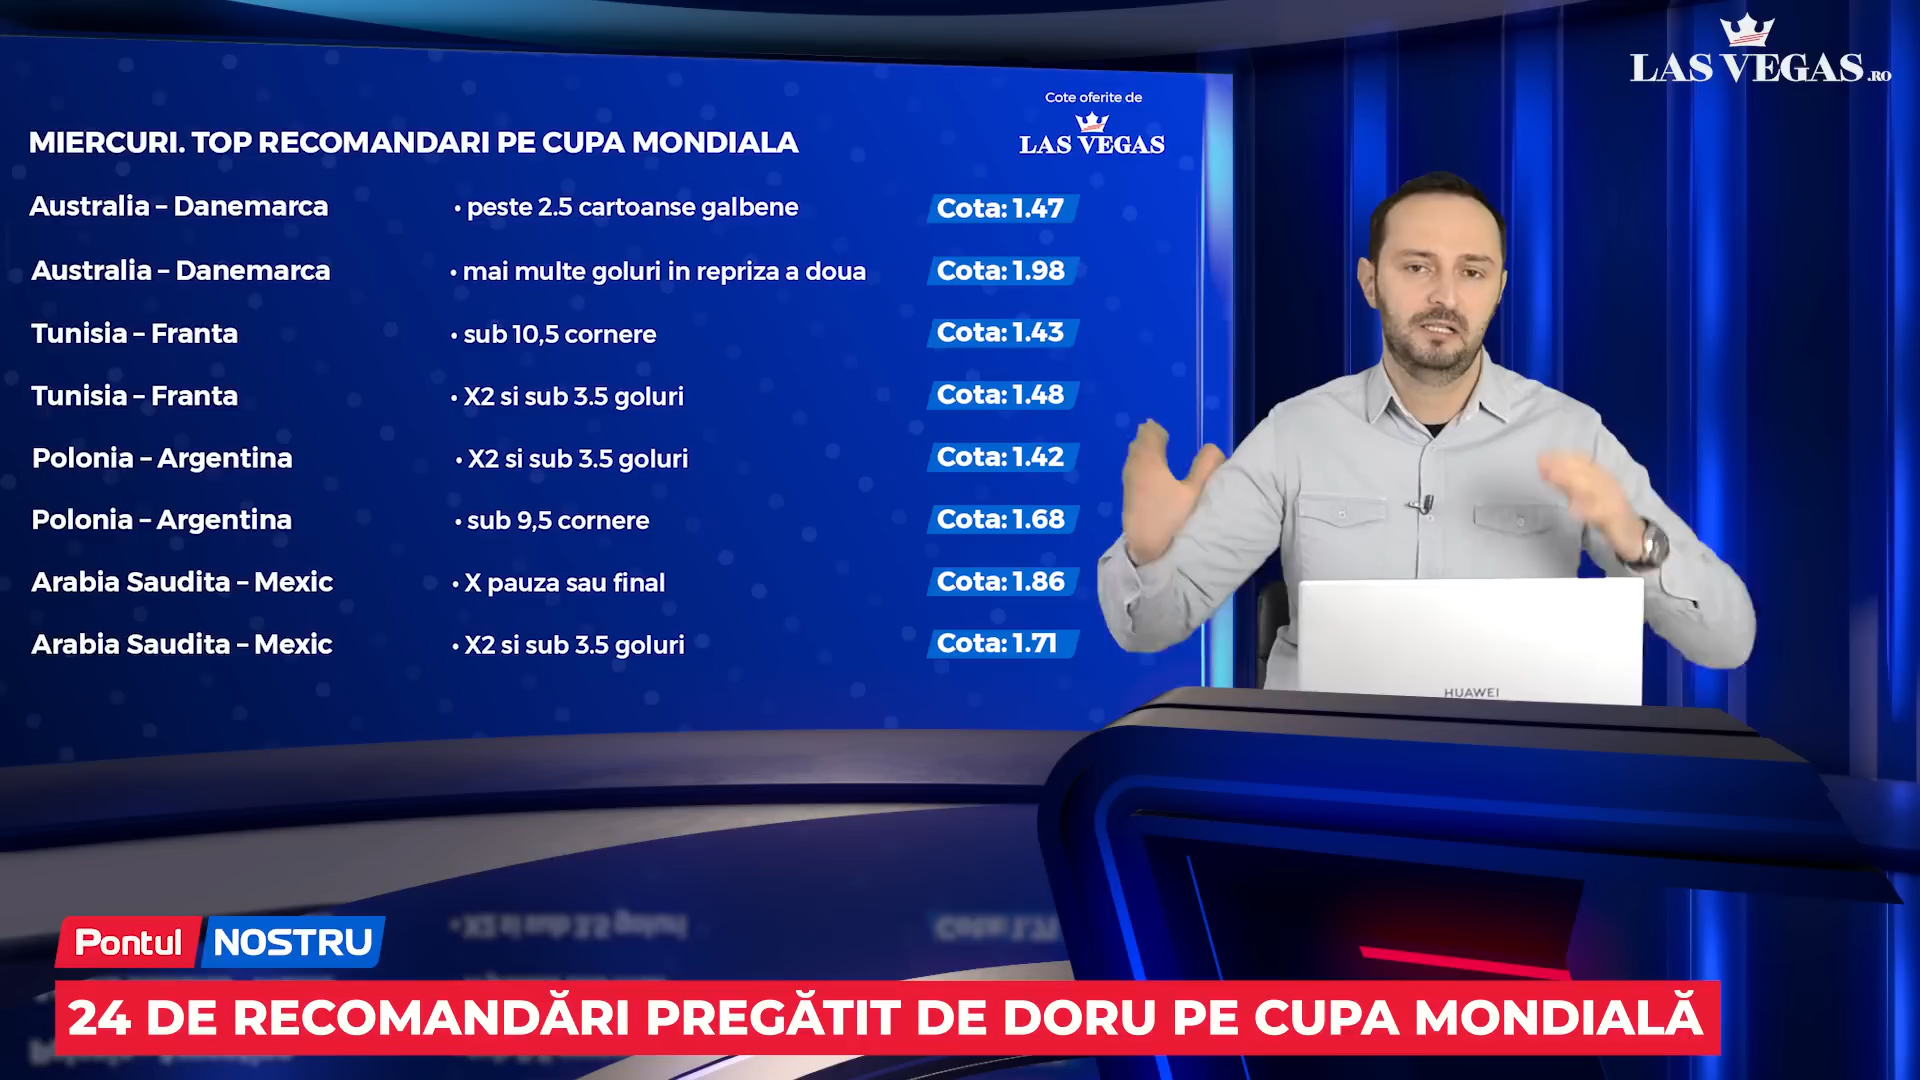 LAS VEGAS.RO
Cote oferite de
LAS VEGAS
MIERCURI. TOP RECOMANDARI PE CUPA MONDIALA
Australia – Danemarca • peste 2.5 cartoanse galbene Cota: 1.47
Australia – Danemarca • mai multe goluri in repriza a doua Cota: 1.98
Tunisia – Franta • sub 10,5 cornere Cota: 1.43
Tunisia – Franta • X2 si sub 3.5 goluri Cota: 1.48
Polonia – Argentina • X2 si sub 3.5 goluri Cota: 1.42
Polonia – Argentina • sub 9,5 cornere Cota: 1.68
Arabia Saudita – Mexic • X pauza sau final Cota: 1.86
Arabia Saudita – Mexic • X2 si sub 3.5 goluri Cota: 1.71
HUAWEI
Pontul NOSTRU
24 DE RECOMANDĂRI PREGĂTIT DE DORU PE CUPA MONDIALĂ